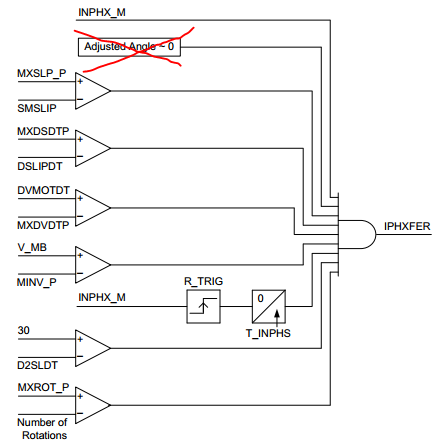 INPHX_M
Adjusted Angle ~ 0
MXSLP_P
+
−
SMSLIP
MXDSDTP
+
−
DSLIPDT
DVMOTDT
+
−
MXDVDTP
V_MB
+
−
MINV_P
IPHXFER
INPHX_M
R_TRIG
0
T_INPHS
30
+
−
D2SLDT
MXROT_P
+
−
Number of
Rotations